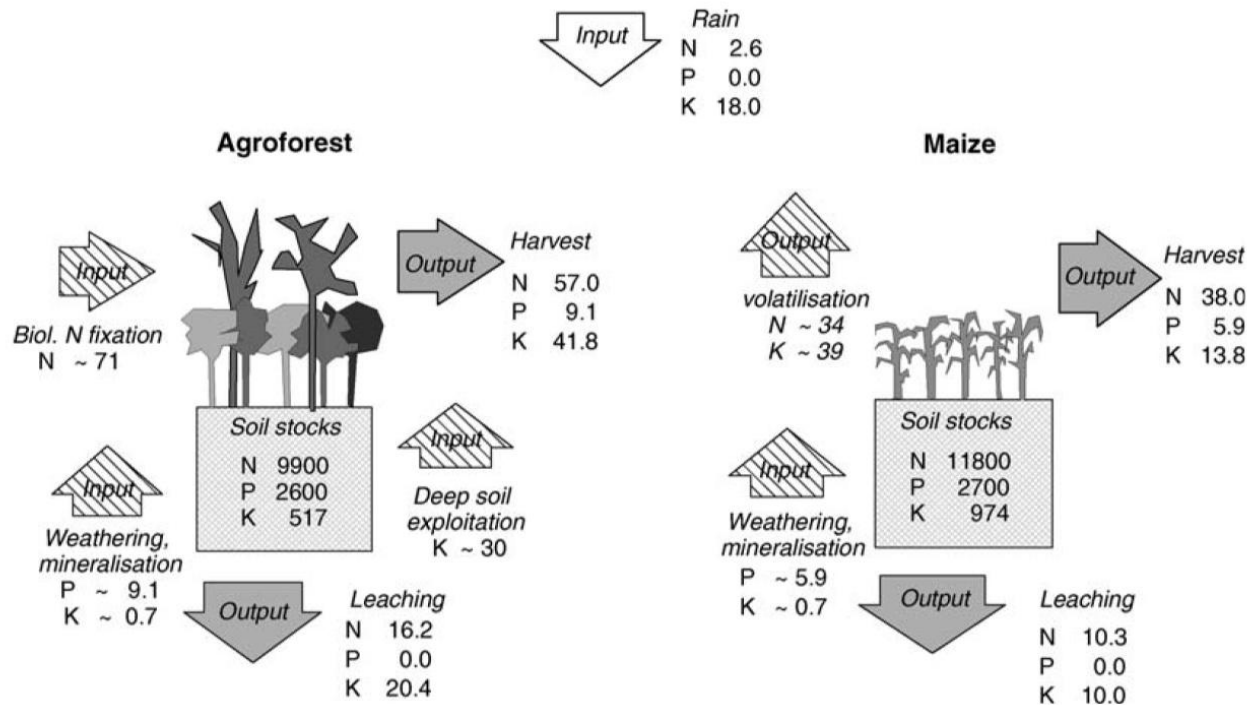 Input
Rain
N 2.6
P 0.0
K 18.0
Agroforest
Input
Biol. N fixation
N ~ 71
Output
Harvest
N 57.0
P 9.1
K 41.8
Soil stocks
N 9900
P 2600
K 517
Input
Weathering,
mineralisation
P ~ 9.1
K ~ 0.7
Input
Deep soil
exploitation
K ~ 30
Output
Leaching
N 16.2
P 0.0
K 20.4
Maize
Output
volatilisation
N ~ 34
K ~ 39
Output
Harvest
N 38.0
P 5.9
K 13.8
Soil stocks
N 11800
P 2700
K 974
Input
Weathering,
mineralisation
P ~ 5.9
K ~ 0.7
Output
Leaching
N 10.3
P 0.0
K 10.0